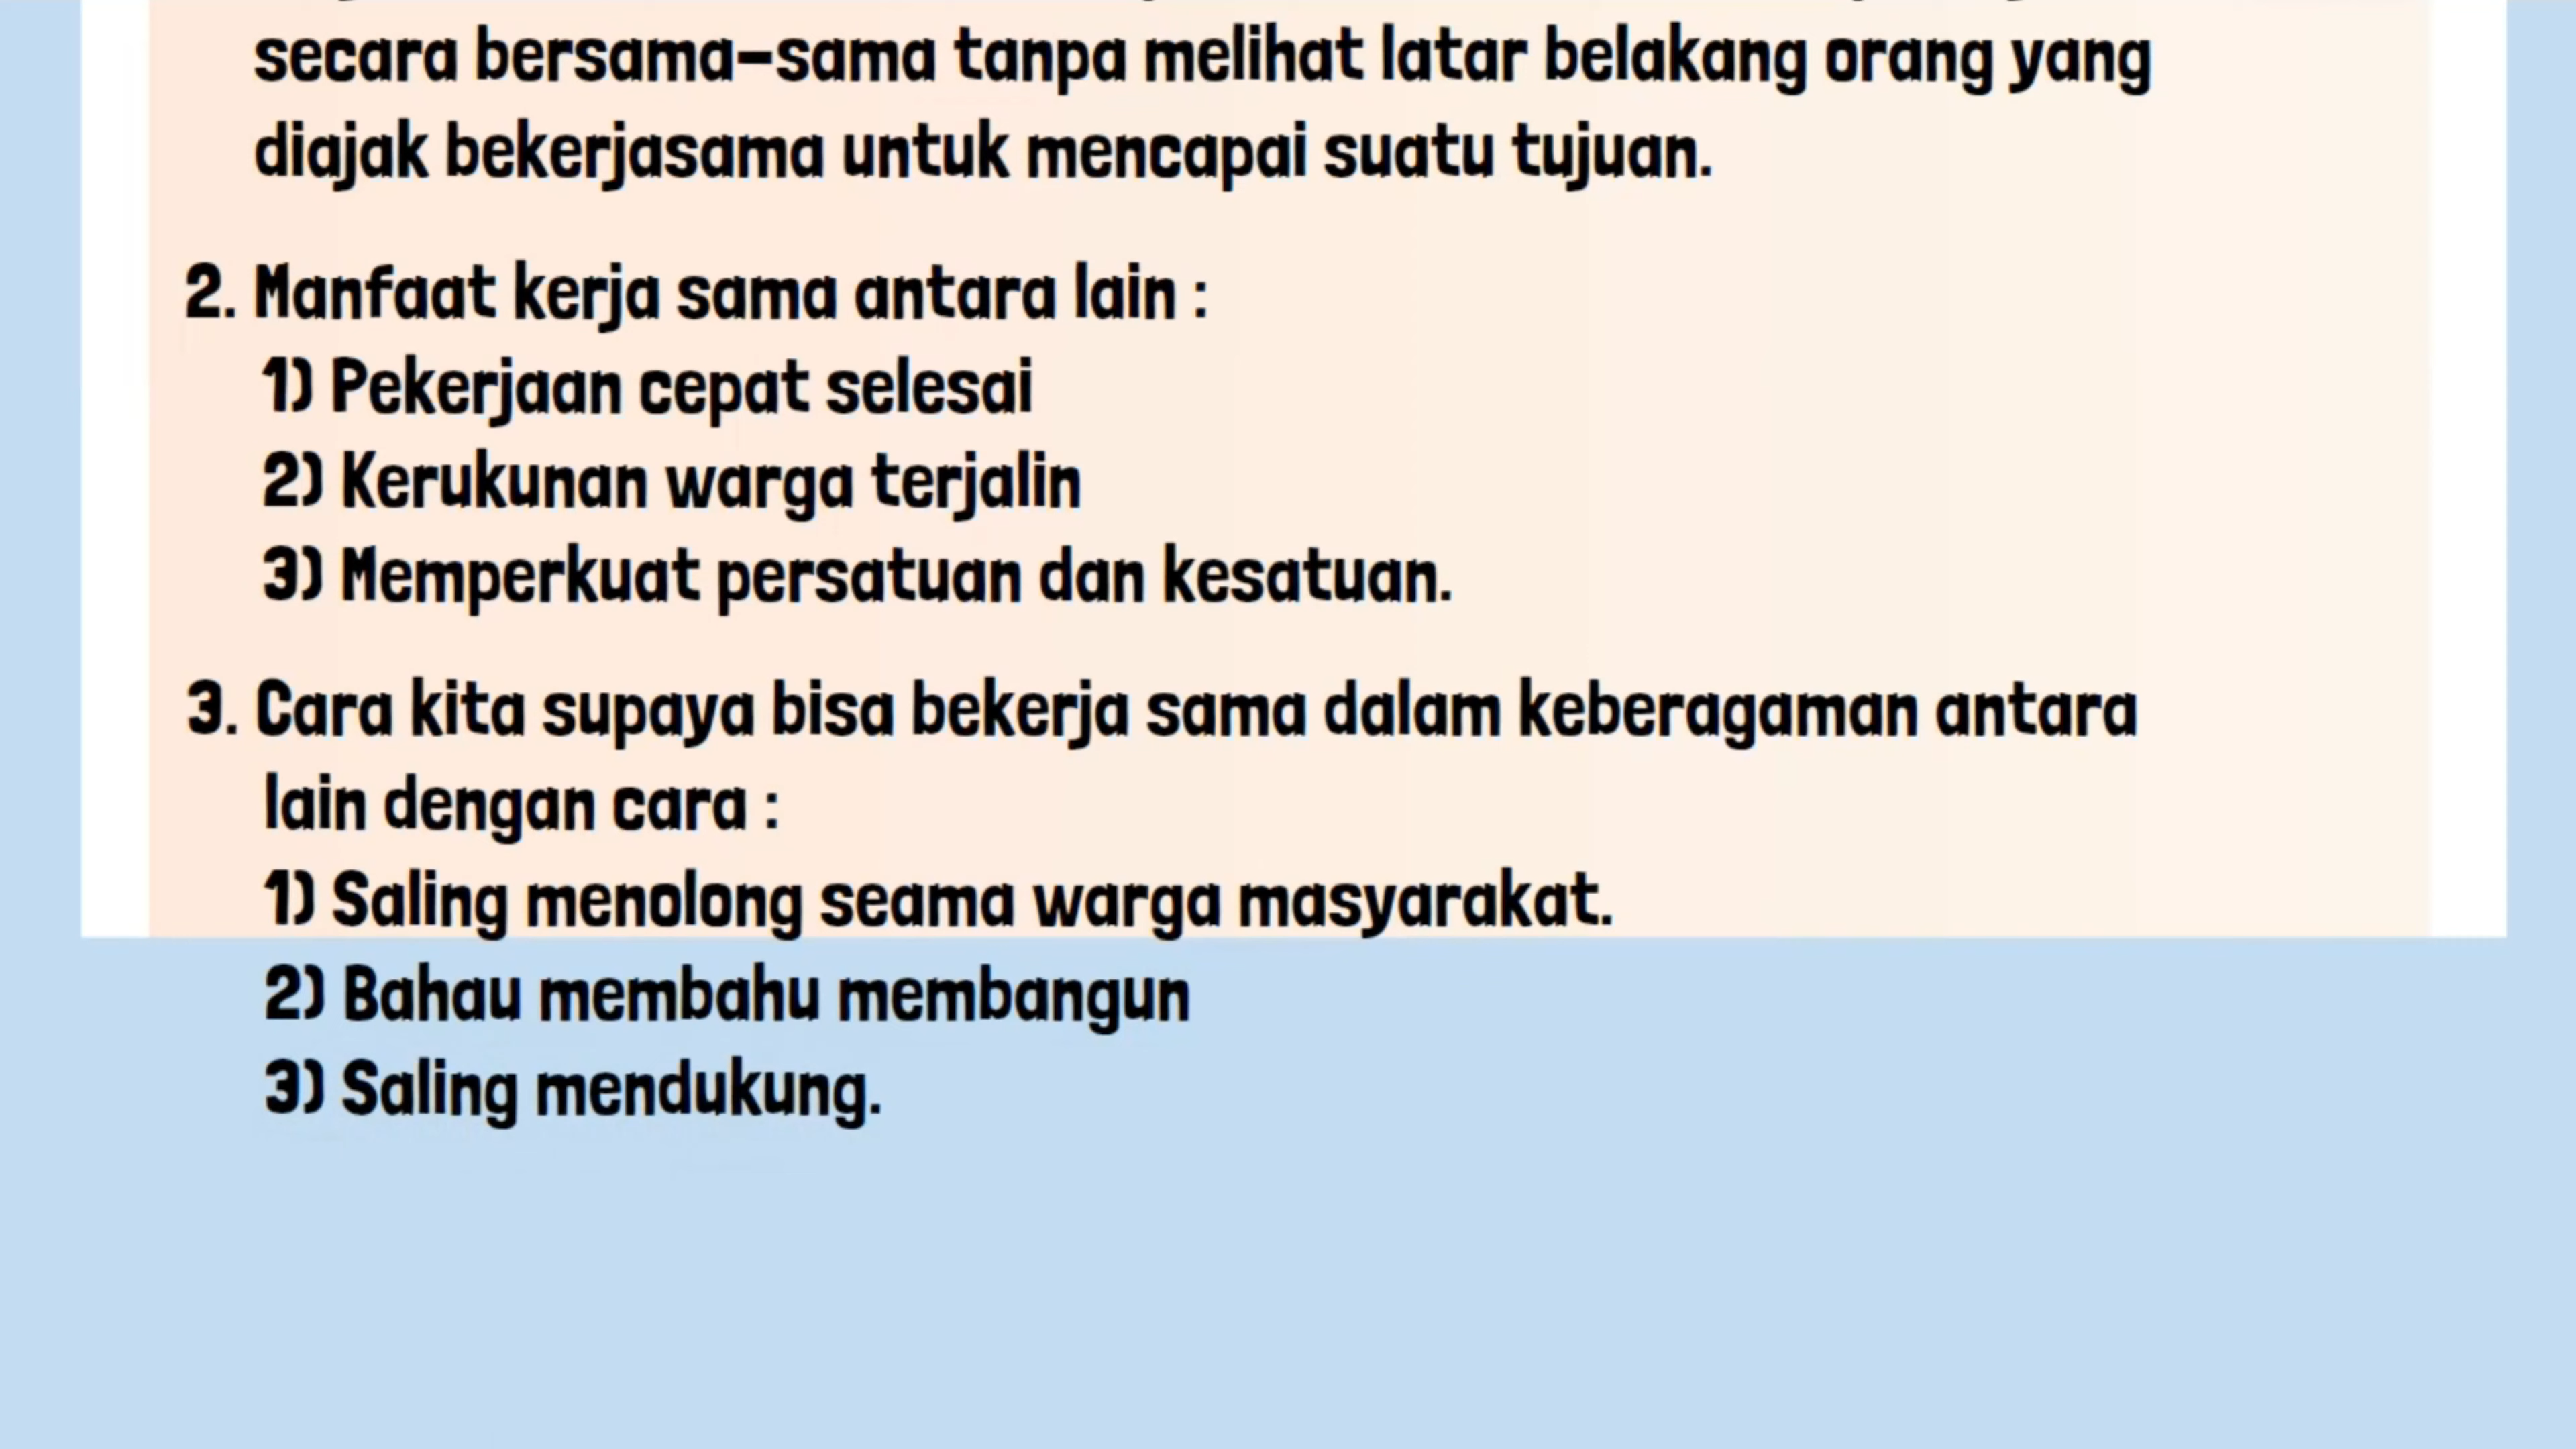 secara bersama-sama tanpa melihat latar belakang orang yang
diajak bekerjasama untuk mencapai suatu tujuan.
2. Manfaat kerja sama antara lain :
1) Pekerjaan cepat selesai
2) Kerukunan warga terjalin
3) Memperkuat persatuan dan kesatuan.
3. Cara kita supaya bisa bekerja sama dalam keberagaman antara
lain dengan cara :
1) Saling menolong seama warga masyarakat.
2) Bahau membahu membangun
3) Saling mendukung.